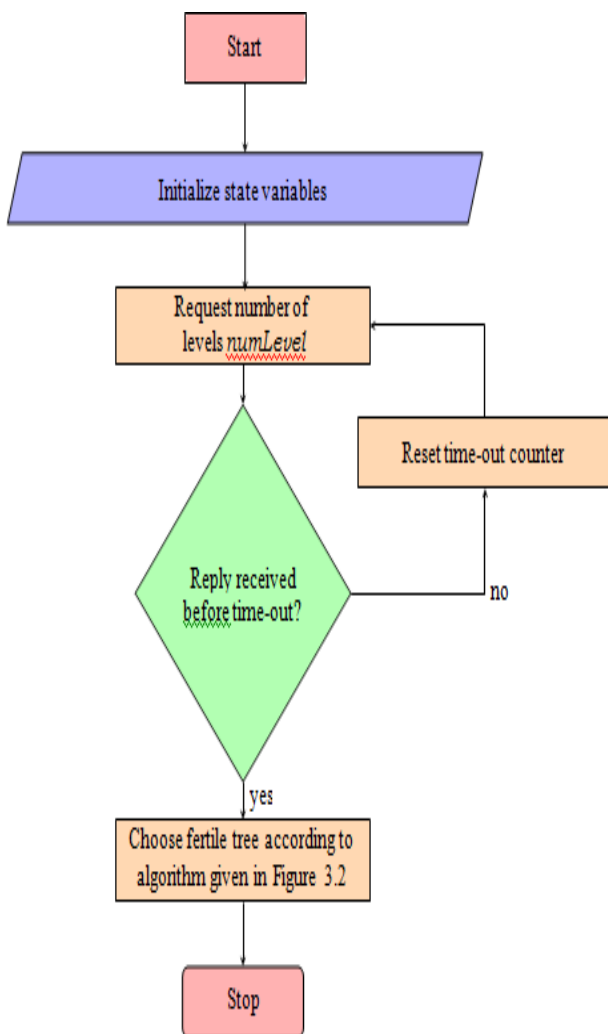 Start
Initialize state variables
Request number of
levels numLevel
Reset time-out counter
Reply received
before time-out?
no
yes
Choose fertile tree according to
algorithm given in Figure 3.2
Stop